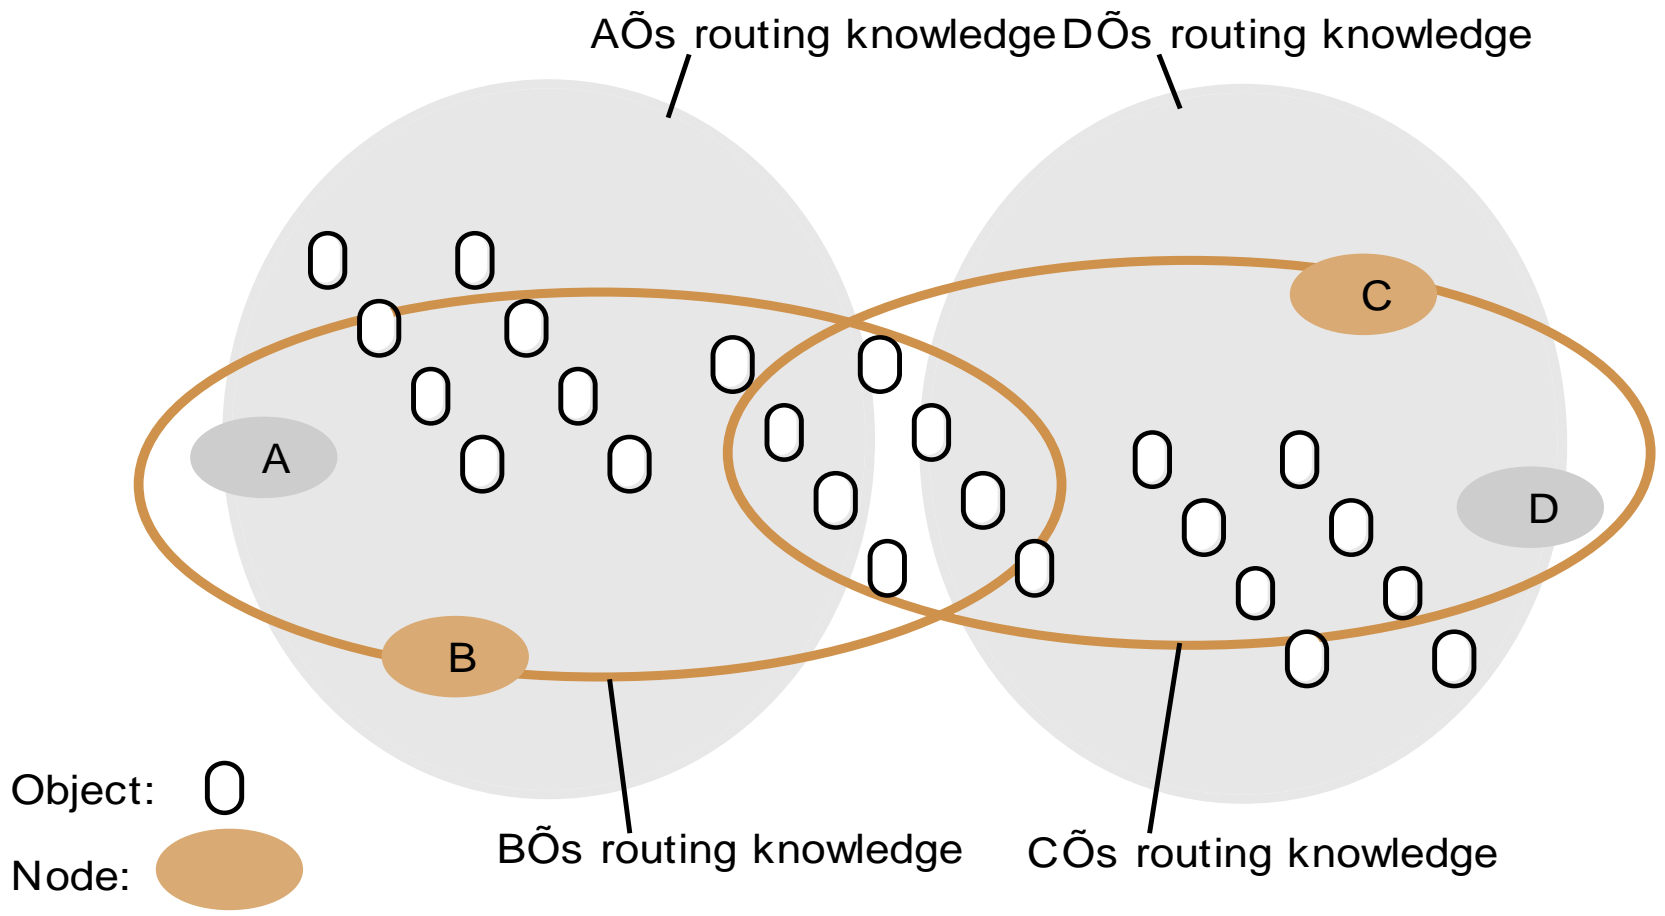 AÕs routing knowledge
DÕs routing knowledge
C
A
D
B
Object:
BÕs routing knowledge
CÕs routing knowledge
Node: